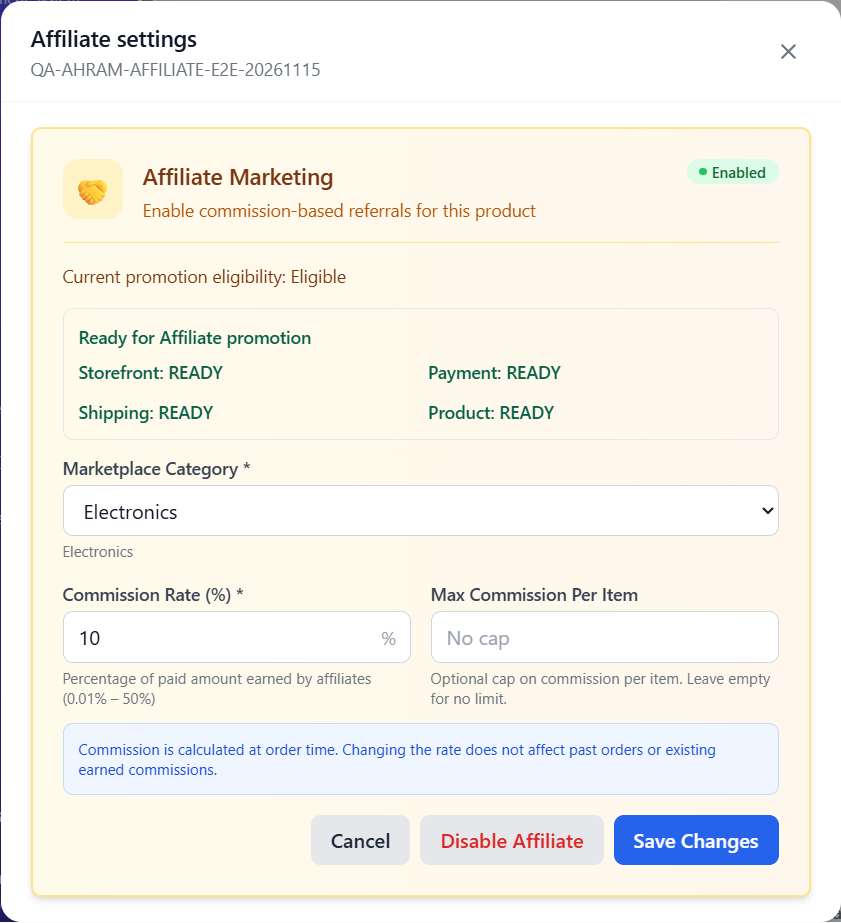 Affiliate settings
QA-AHRAM-AFFILIATE-E2E-20261115
Affiliate Marketing
Enabled
Enable commission-based referrals for this product
Current promotion eligibility: Eligible
Ready for Affiliate promotion
Storefront: READY
Payment: READY
Shipping: READY
Product: READY
Marketplace Category *
Electronics
Electronics
Commission Rate (%) *
Max Commission Per Item
10
%
No cap
Percentage of paid amount earned by affiliates
(0.01% – 50%)
Optional cap on commission per item. Leave empty
for no limit.
Commission is calculated at order time. Changing the rate does not affect past orders or existing
earned commissions.
Cancel
Disable Affiliate
Save Changes